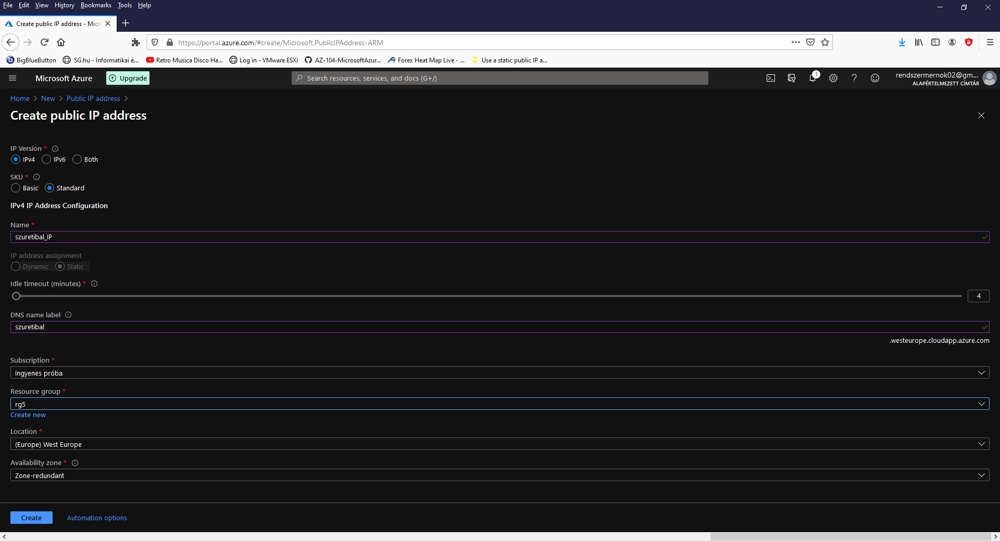 File Edit View History Bookmarks Tools Help
Create public IP address - Micr
https://portal.azure.com/#create/Microsoft.PublicIPAddress-ARM
BigBlueButton SG.hu - Informatikai é... Retro Musica Disco Ha... Log in - VMware ESXi AZ-104-MicrosoftAzur... Forex Heat Map Live - ... Use a static public IP a...
Microsoft Azure Upgrade Search resources, services, and docs (G+/) 1 rendszermernok02@gm...
ALAPÉRTELMEZETT CÍMTÁR
Home > New > Public IP address >
Create public IP address
IP Version *
IPv4 IPv6 Both
SKU *
Basic Standard
IPv4 IP Address Configuration
Name *
szuretibal_IP
IP address assignment
Dynamic Static
Idle timeout (minutes) *
4
DNS name label
szuretibal
.westeurope.cloudapp.azure.com
Subscription *
Ingyenes próba
Resource group *
rg5
Create new
Location *
(Europe) West Europe
Availability zone *
Zone-redundant
Create Automation options